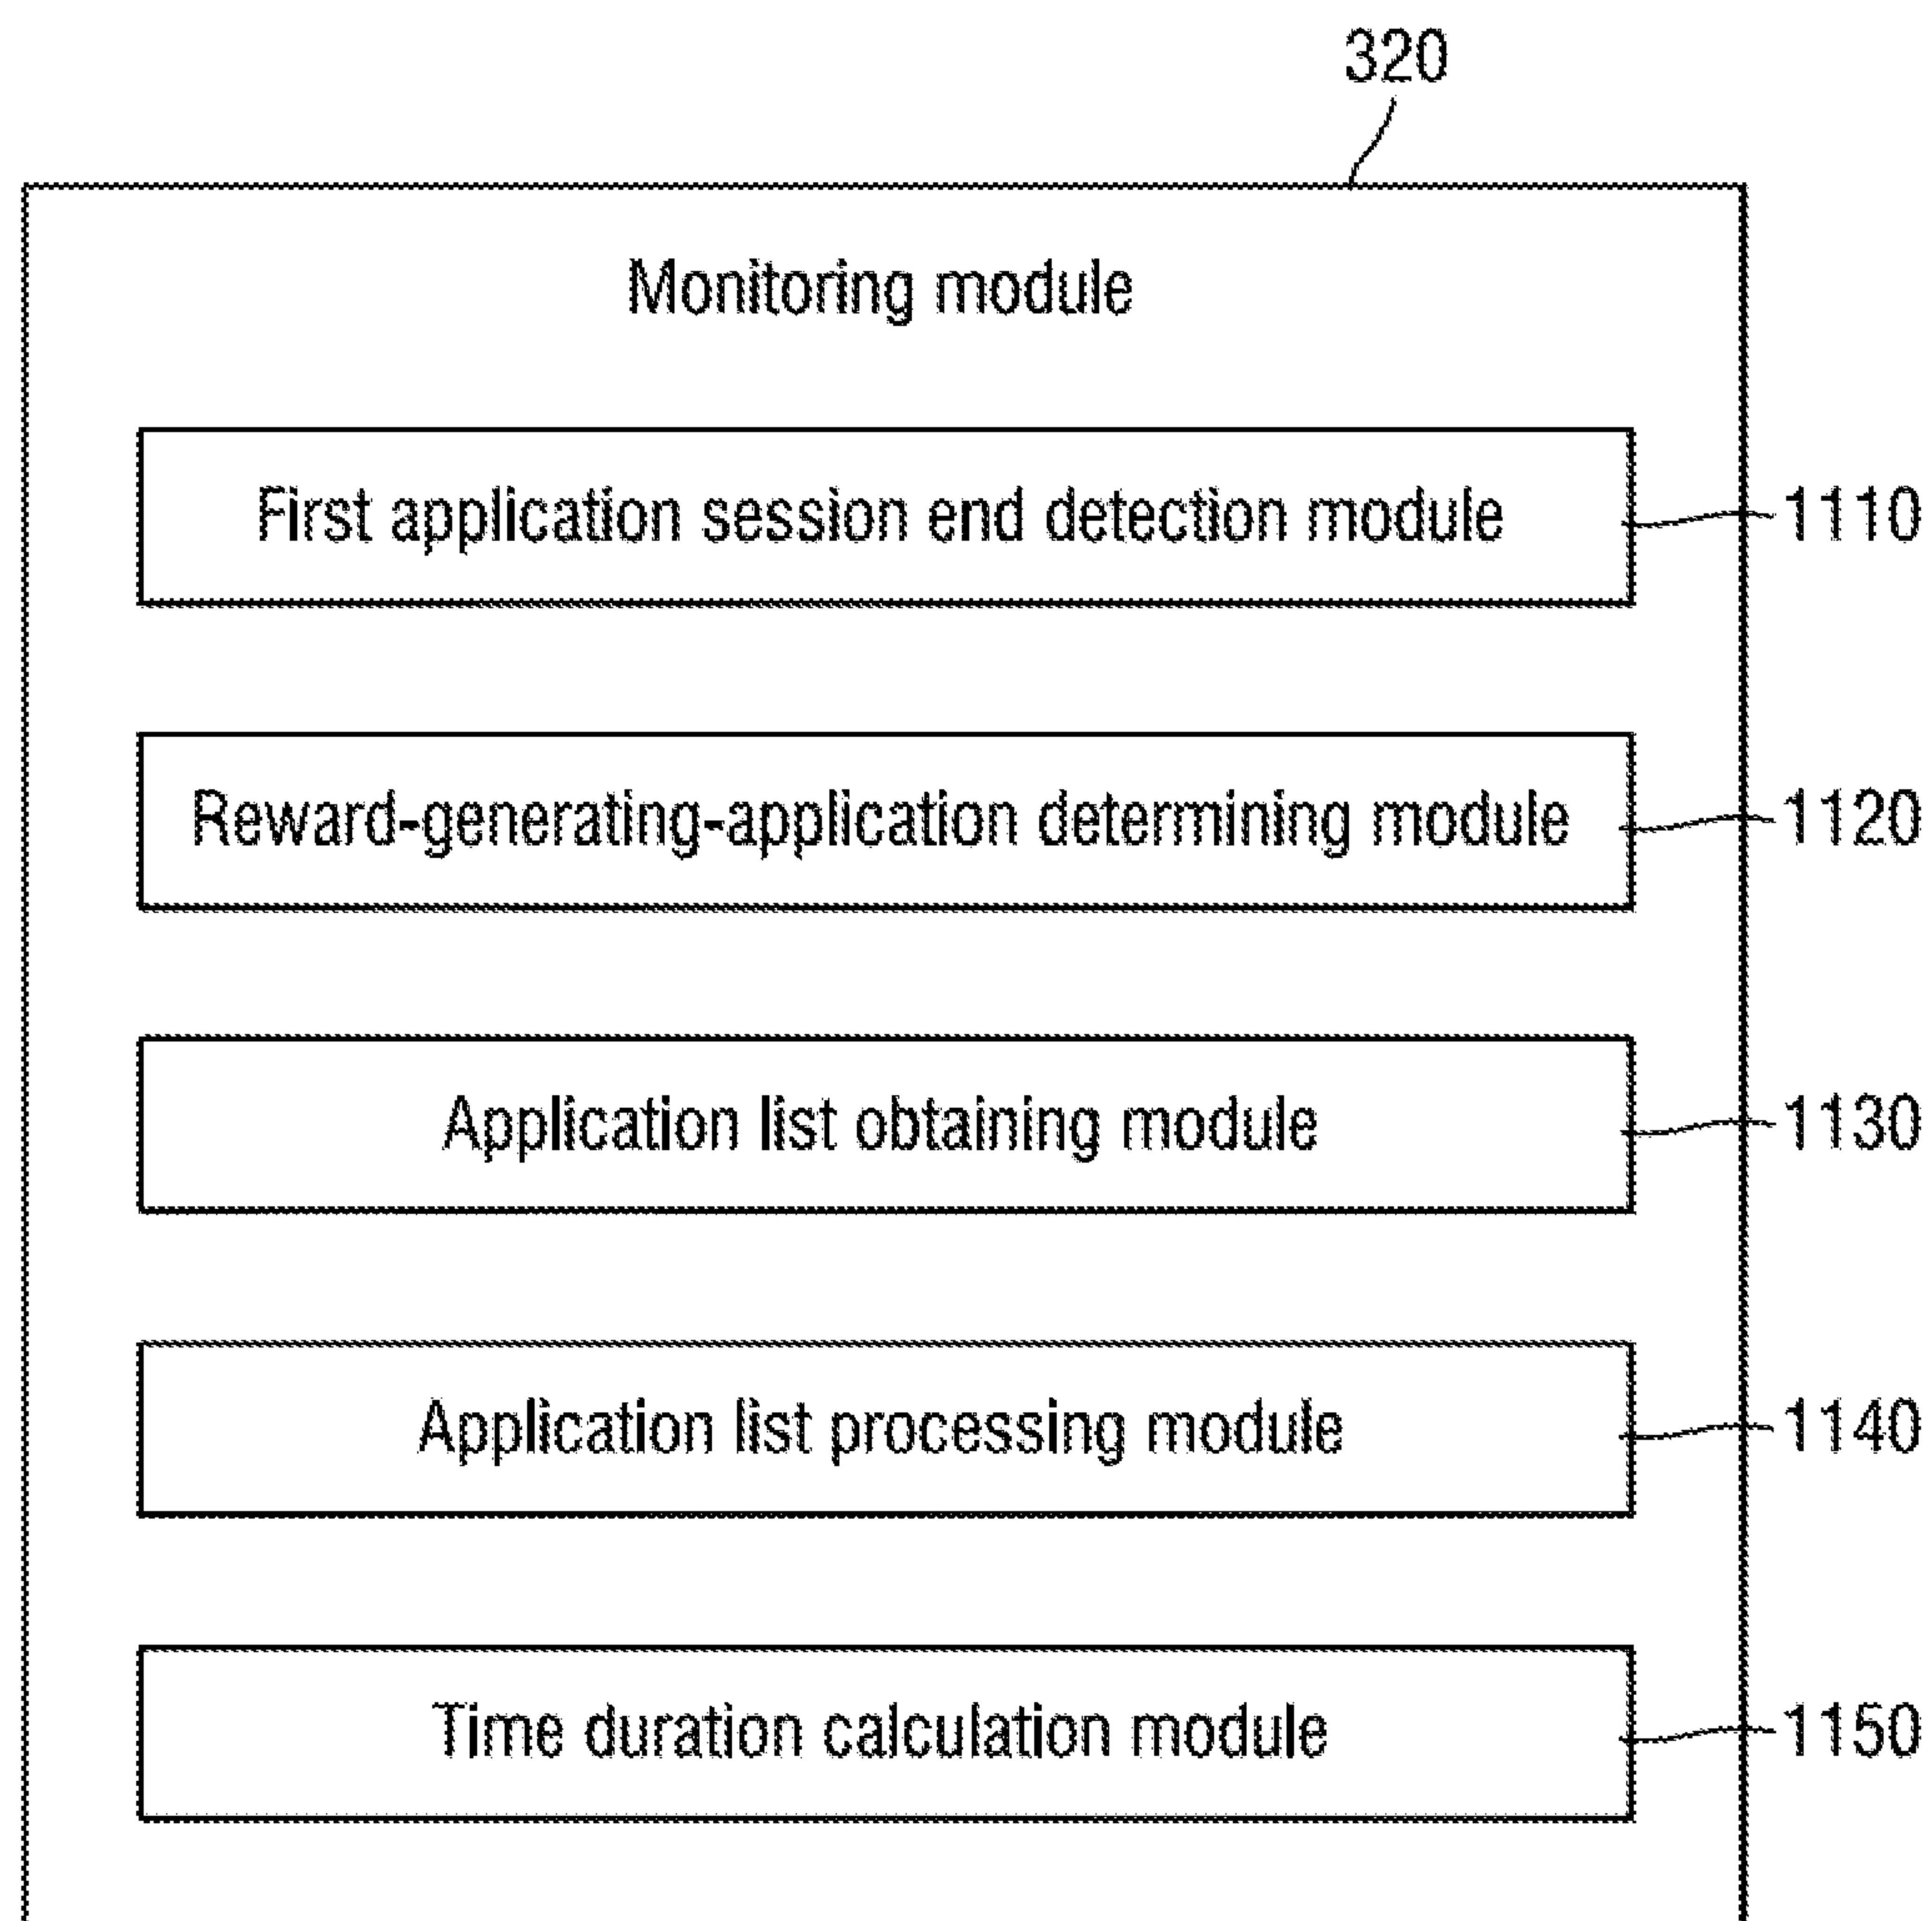 320
Monitoring module
First application session end detection module 1110
Reward-generating-application determining module 1120
Application list obtaining module 1130
Application list processing module 1140
Time duration calculation module 1150